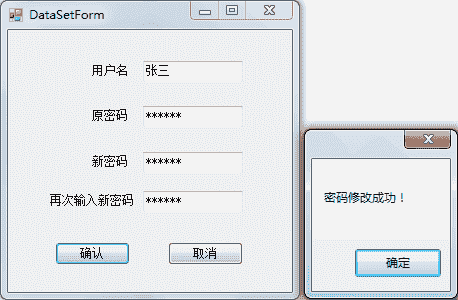 DataSetForm
用户名 张三
原密码 ******
新密码 ******
再次输入新密码 ******
确认 取消
密码修改成功！
确定